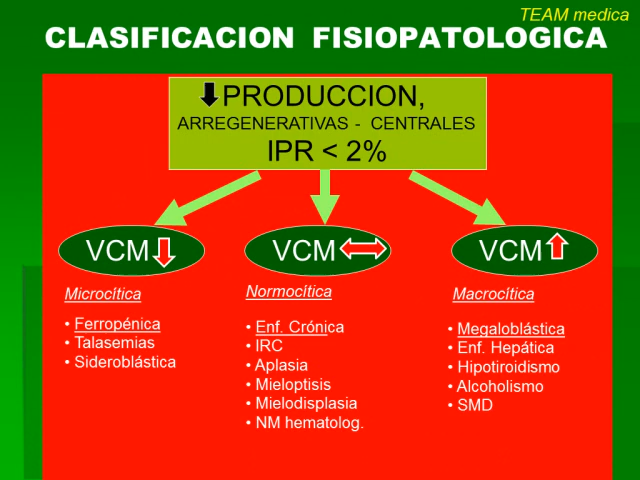 TEAM medica
CLASIFICACION FISIOPATOLOGICA
PRODUCCION,
ARREGENERATIVAS - CENTRALES
IPR < 2%
VCM
VCM
VCM
Microcítica
• Ferropénica
• Talasemias
• Sideroblástica
Normocítica
• Enf. Crónica
• IRC
• Aplasia
• Mieloptisis
• Mielodisplasia
• NM hematolog.
Macrocítica
• Megaloblástica
• Enf. Hepática
• Hipotiroidismo
• Alcoholismo
• SMD